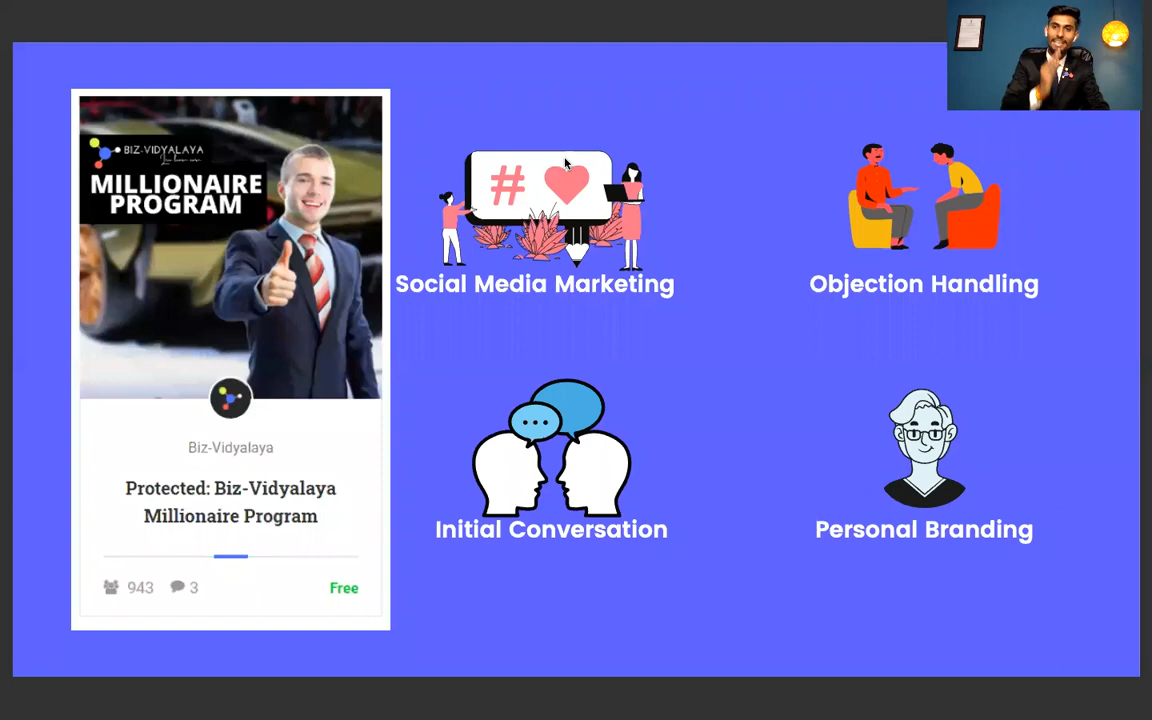 BIZ-VIDYALAYA
MILLIONAIRE
PROGRAM
Biz-Vidyalaya
Protected: Biz-Vidyalaya
Millionaire Program
943
3
Free
Social Media Marketing
Objection Handling
Initial Conversation
Personal Branding